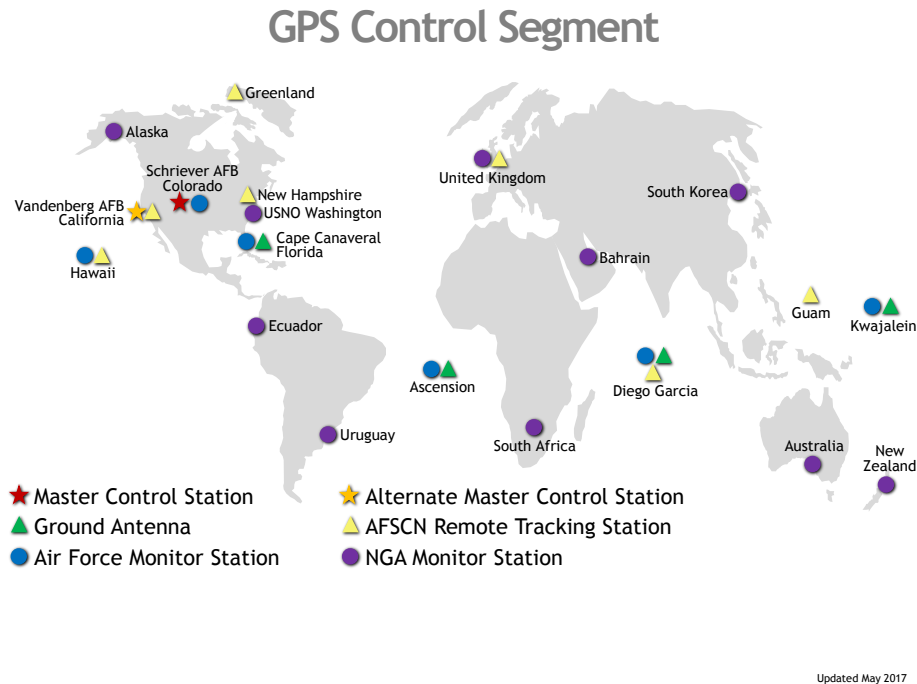 GPS Control Segment
Greenland
Alaska
Schriever AFB
Colorado
Vandenberg AFB
California
New Hampshire
USNO Washington
Cape Canaveral
Florida
Hawaii
United Kingdom
South Korea
Bahrain
Guam
Kwajalein
Ecuador
Ascension
Diego Garcia
Uruguay
South Africa
Australia
New
Zealand
Master Control Station
Alternate Master Control Station
Ground Antenna
AFSCN Remote Tracking Station
Air Force Monitor Station
NGA Monitor Station
Updated May 2017